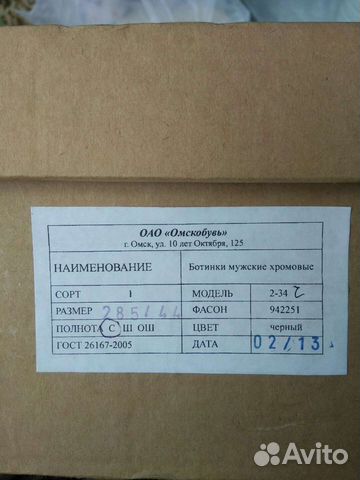 ОАО «Омскобувь»
г. Омск, ул. 10 лет Октября, 125
НАИМЕНОВАНИЕ Ботинки мужские хромовые
СОРТ 1 МОДЕЛЬ 2-34
РАЗМЕР 285/44 ФАСОН 942251
ПОЛНОТА С Ш ОШ ЦВЕТ черный
ГОСТ 26167-2005 ДАТА 02/.13
Avito